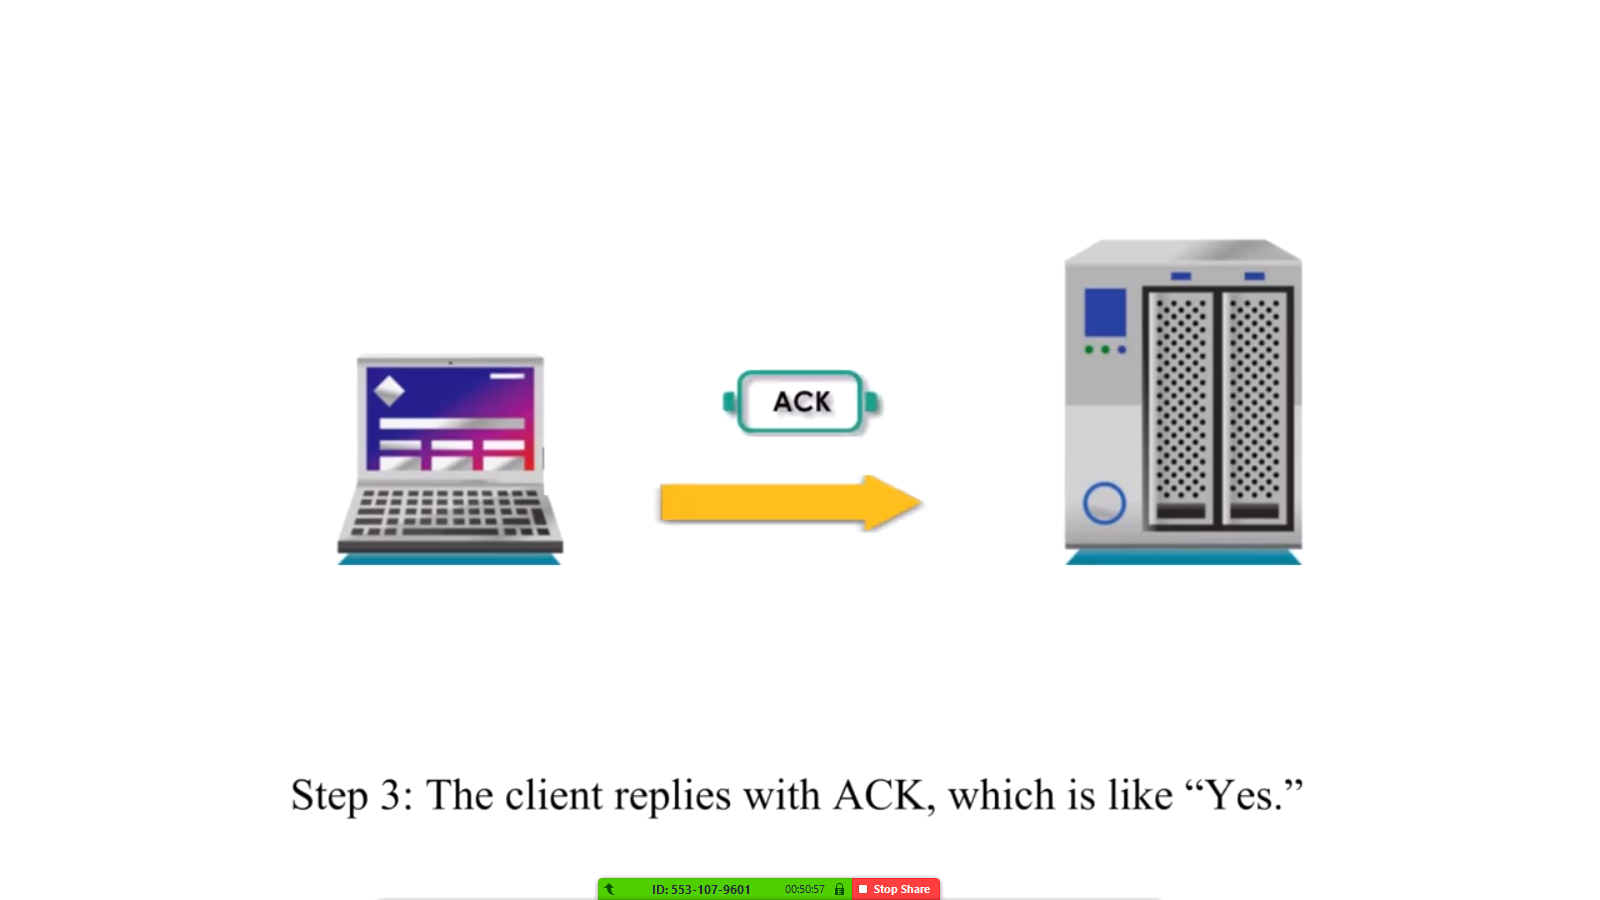 ACK
Step 3: The client replies with ACK, which is like “Yes.”
ID: 553-107-9601 00:50:57 Stop Share